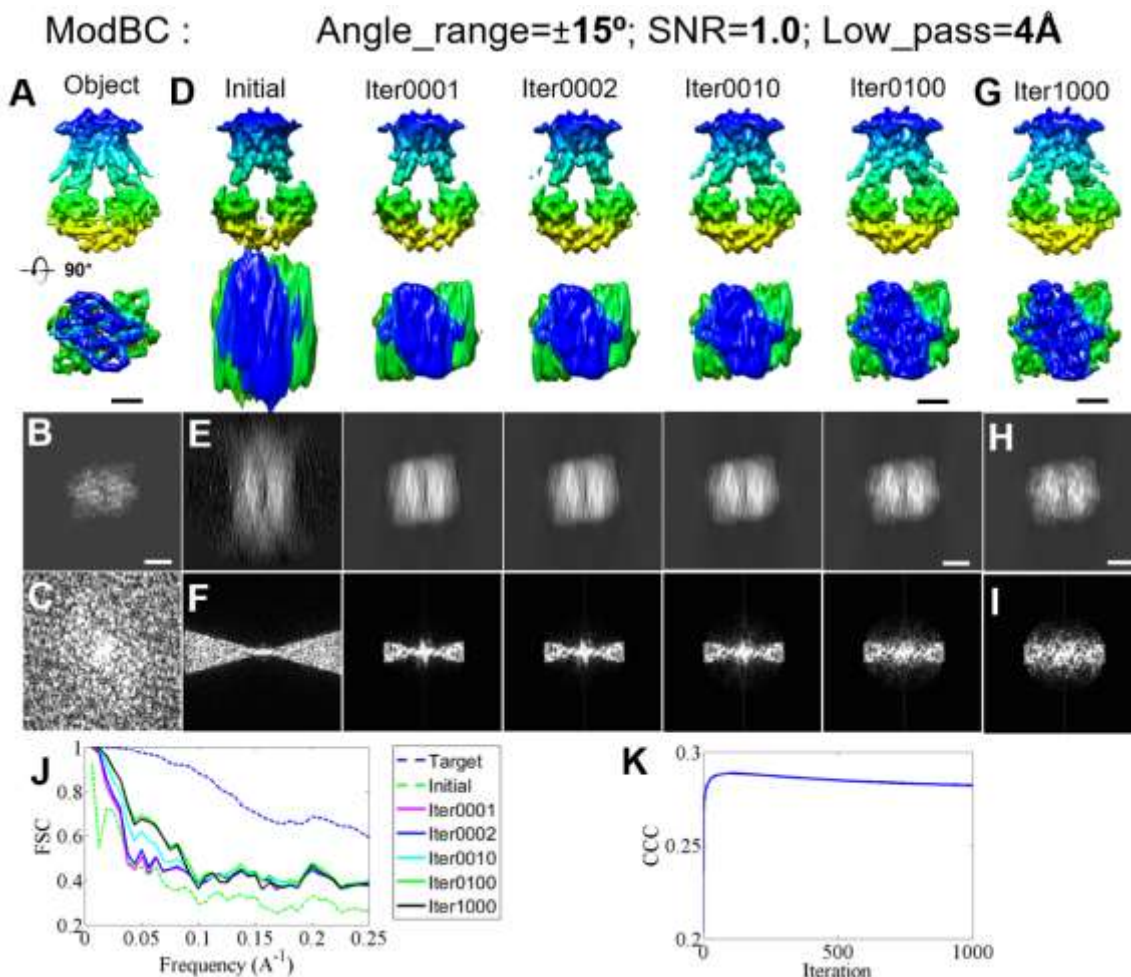 ModBC : Angle_range=±15º; SNR=1.0; Low_pass=4Å
A Object D Initial Iter0001 Iter0002 Iter0010 Iter0100 G Iter1000
90°
B E H
C F I
J
1
0.8
0.6
0.4
0.2
FSC
0 0.05 0.1 0.15 0.2 0.25
Frequency (A⁻¹)
Target
Initial
Iter0001
Iter0002
Iter0010
Iter0100
Iter1000
K
0.3
0.25
0.2
CCC
0 500 1000
Iteration